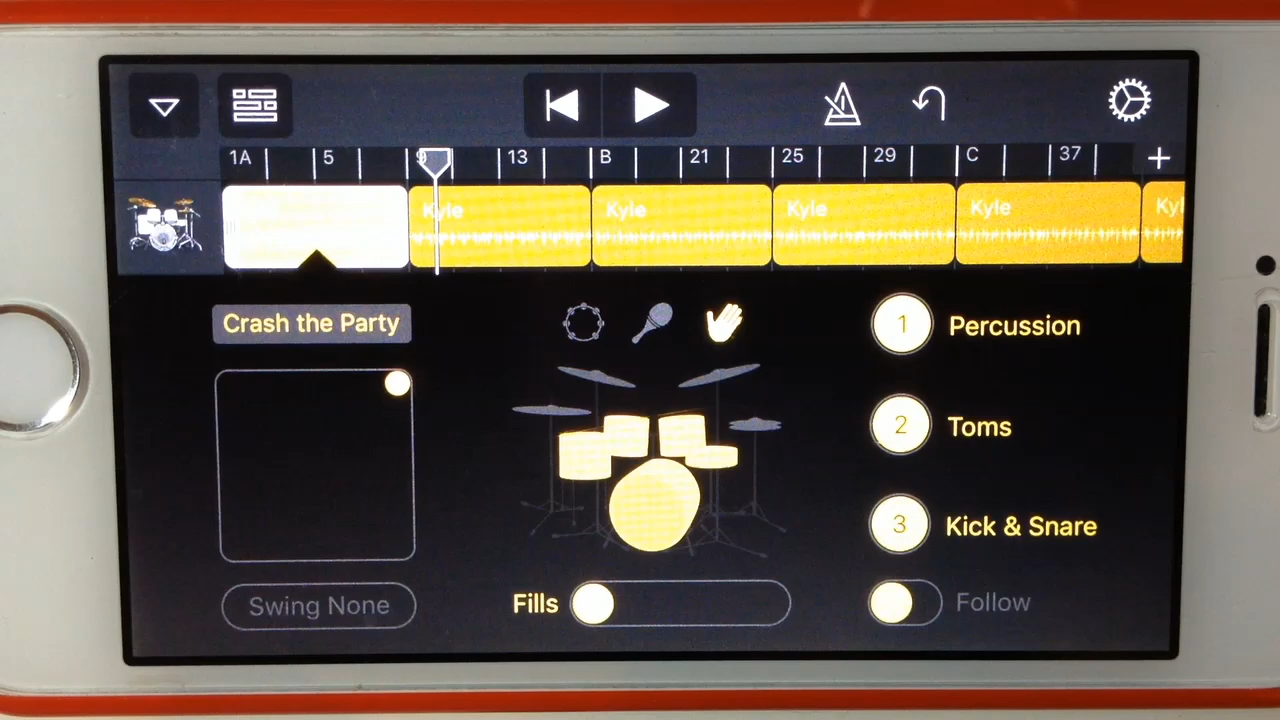 1A 5 9 13 B 21 25 29 C 37 +
Kyle Kyle Kyle Kyle Kyl
Crash the Party
1 Percussion
2 Toms
3 Kick & Snare
Swing None
Fills
Follow